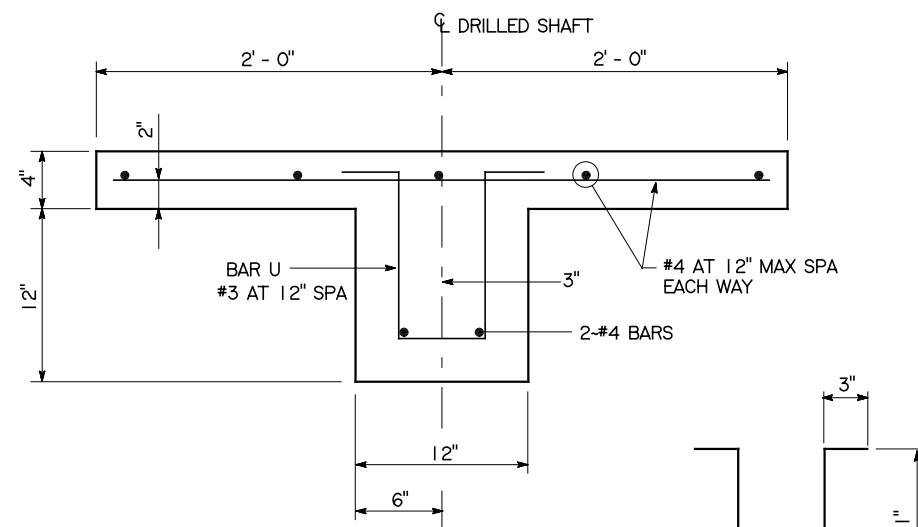 ℄ DRILLED SHAFT
2' - 0"
2' - 0"
2"
4"
12"
BAR U
#3 AT 12" SPA
3"
#4 AT 12" MAX SPA
EACH WAY
2~#4 BARS
3"
12"
6"